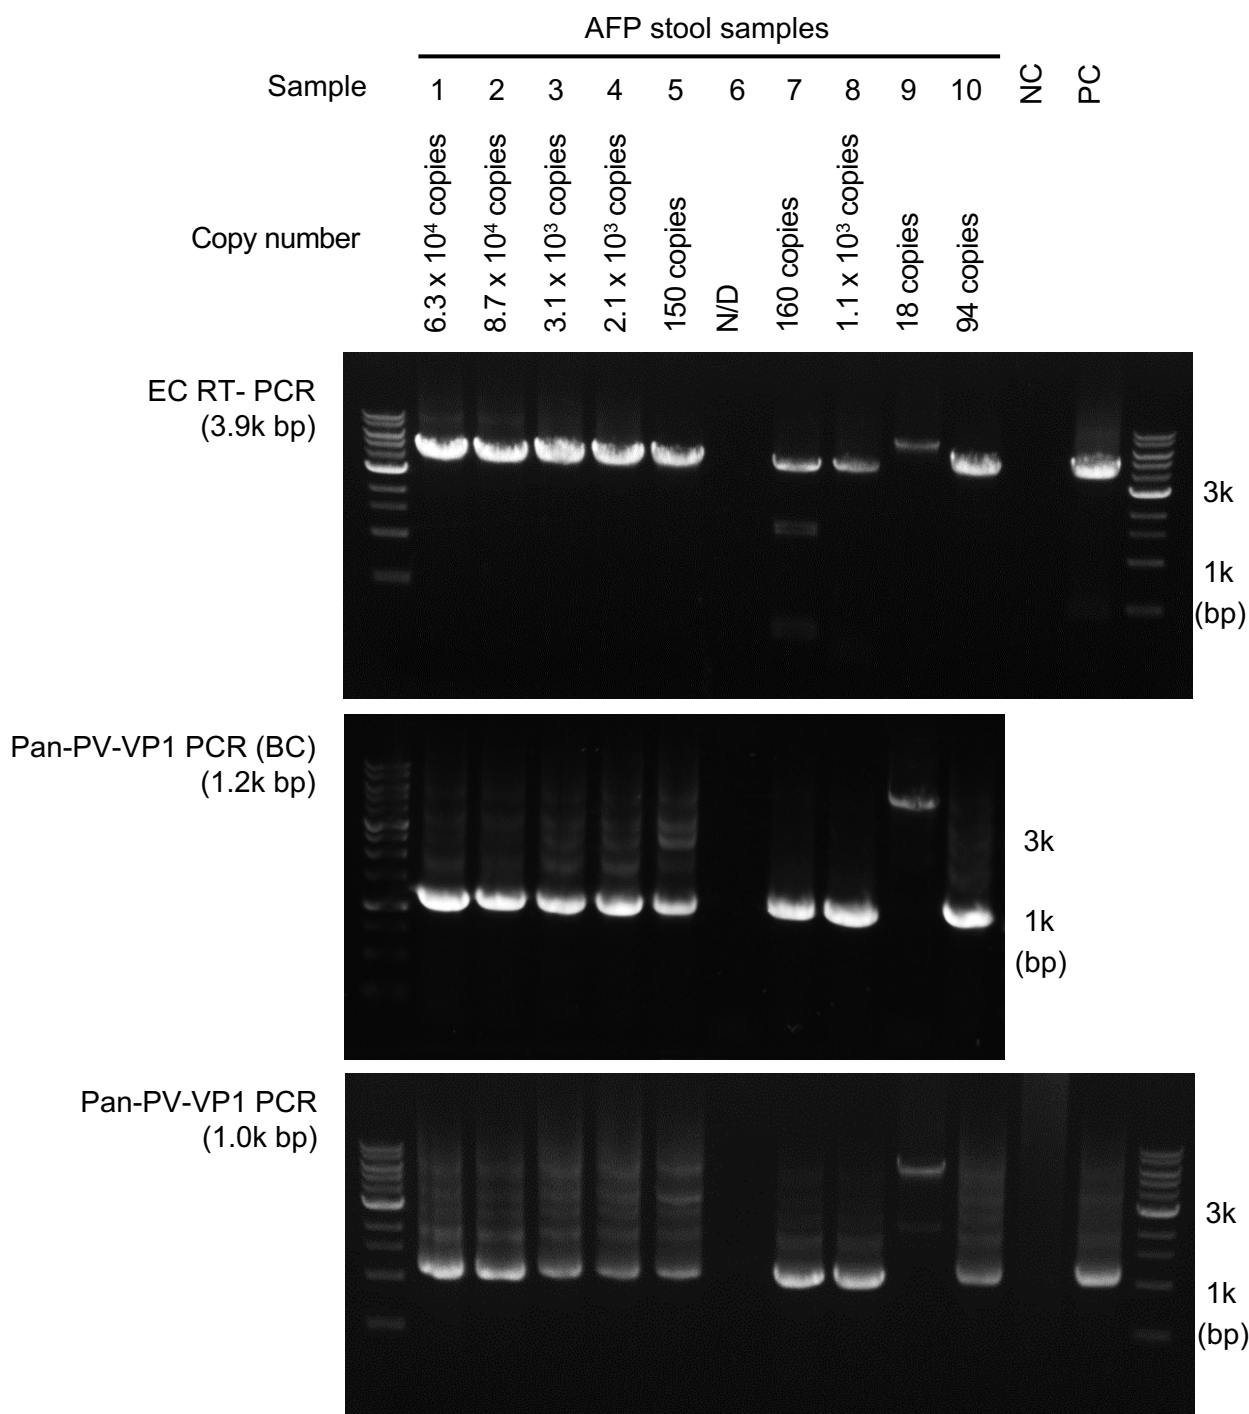 AFP stool samples
Sample 1 2 3 4 5 6 7 8 9 10 NC PC
Copy number 6.3 x 10⁴ copies 8.7 x 10⁴ copies 3.1 x 10³ copies 2.1 x 10³ copies 150 copies N/D 160 copies 1.1 x 10³ copies 18 copies 94 copies
EC RT- PCR
(3.9k bp)
3k
1k
(bp)
Pan-PV-VP1 PCR (BC)
(1.2k bp)
3k
1k
(bp)
Pan-PV-VP1 PCR
(1.0k bp)
3k
1k
(bp)